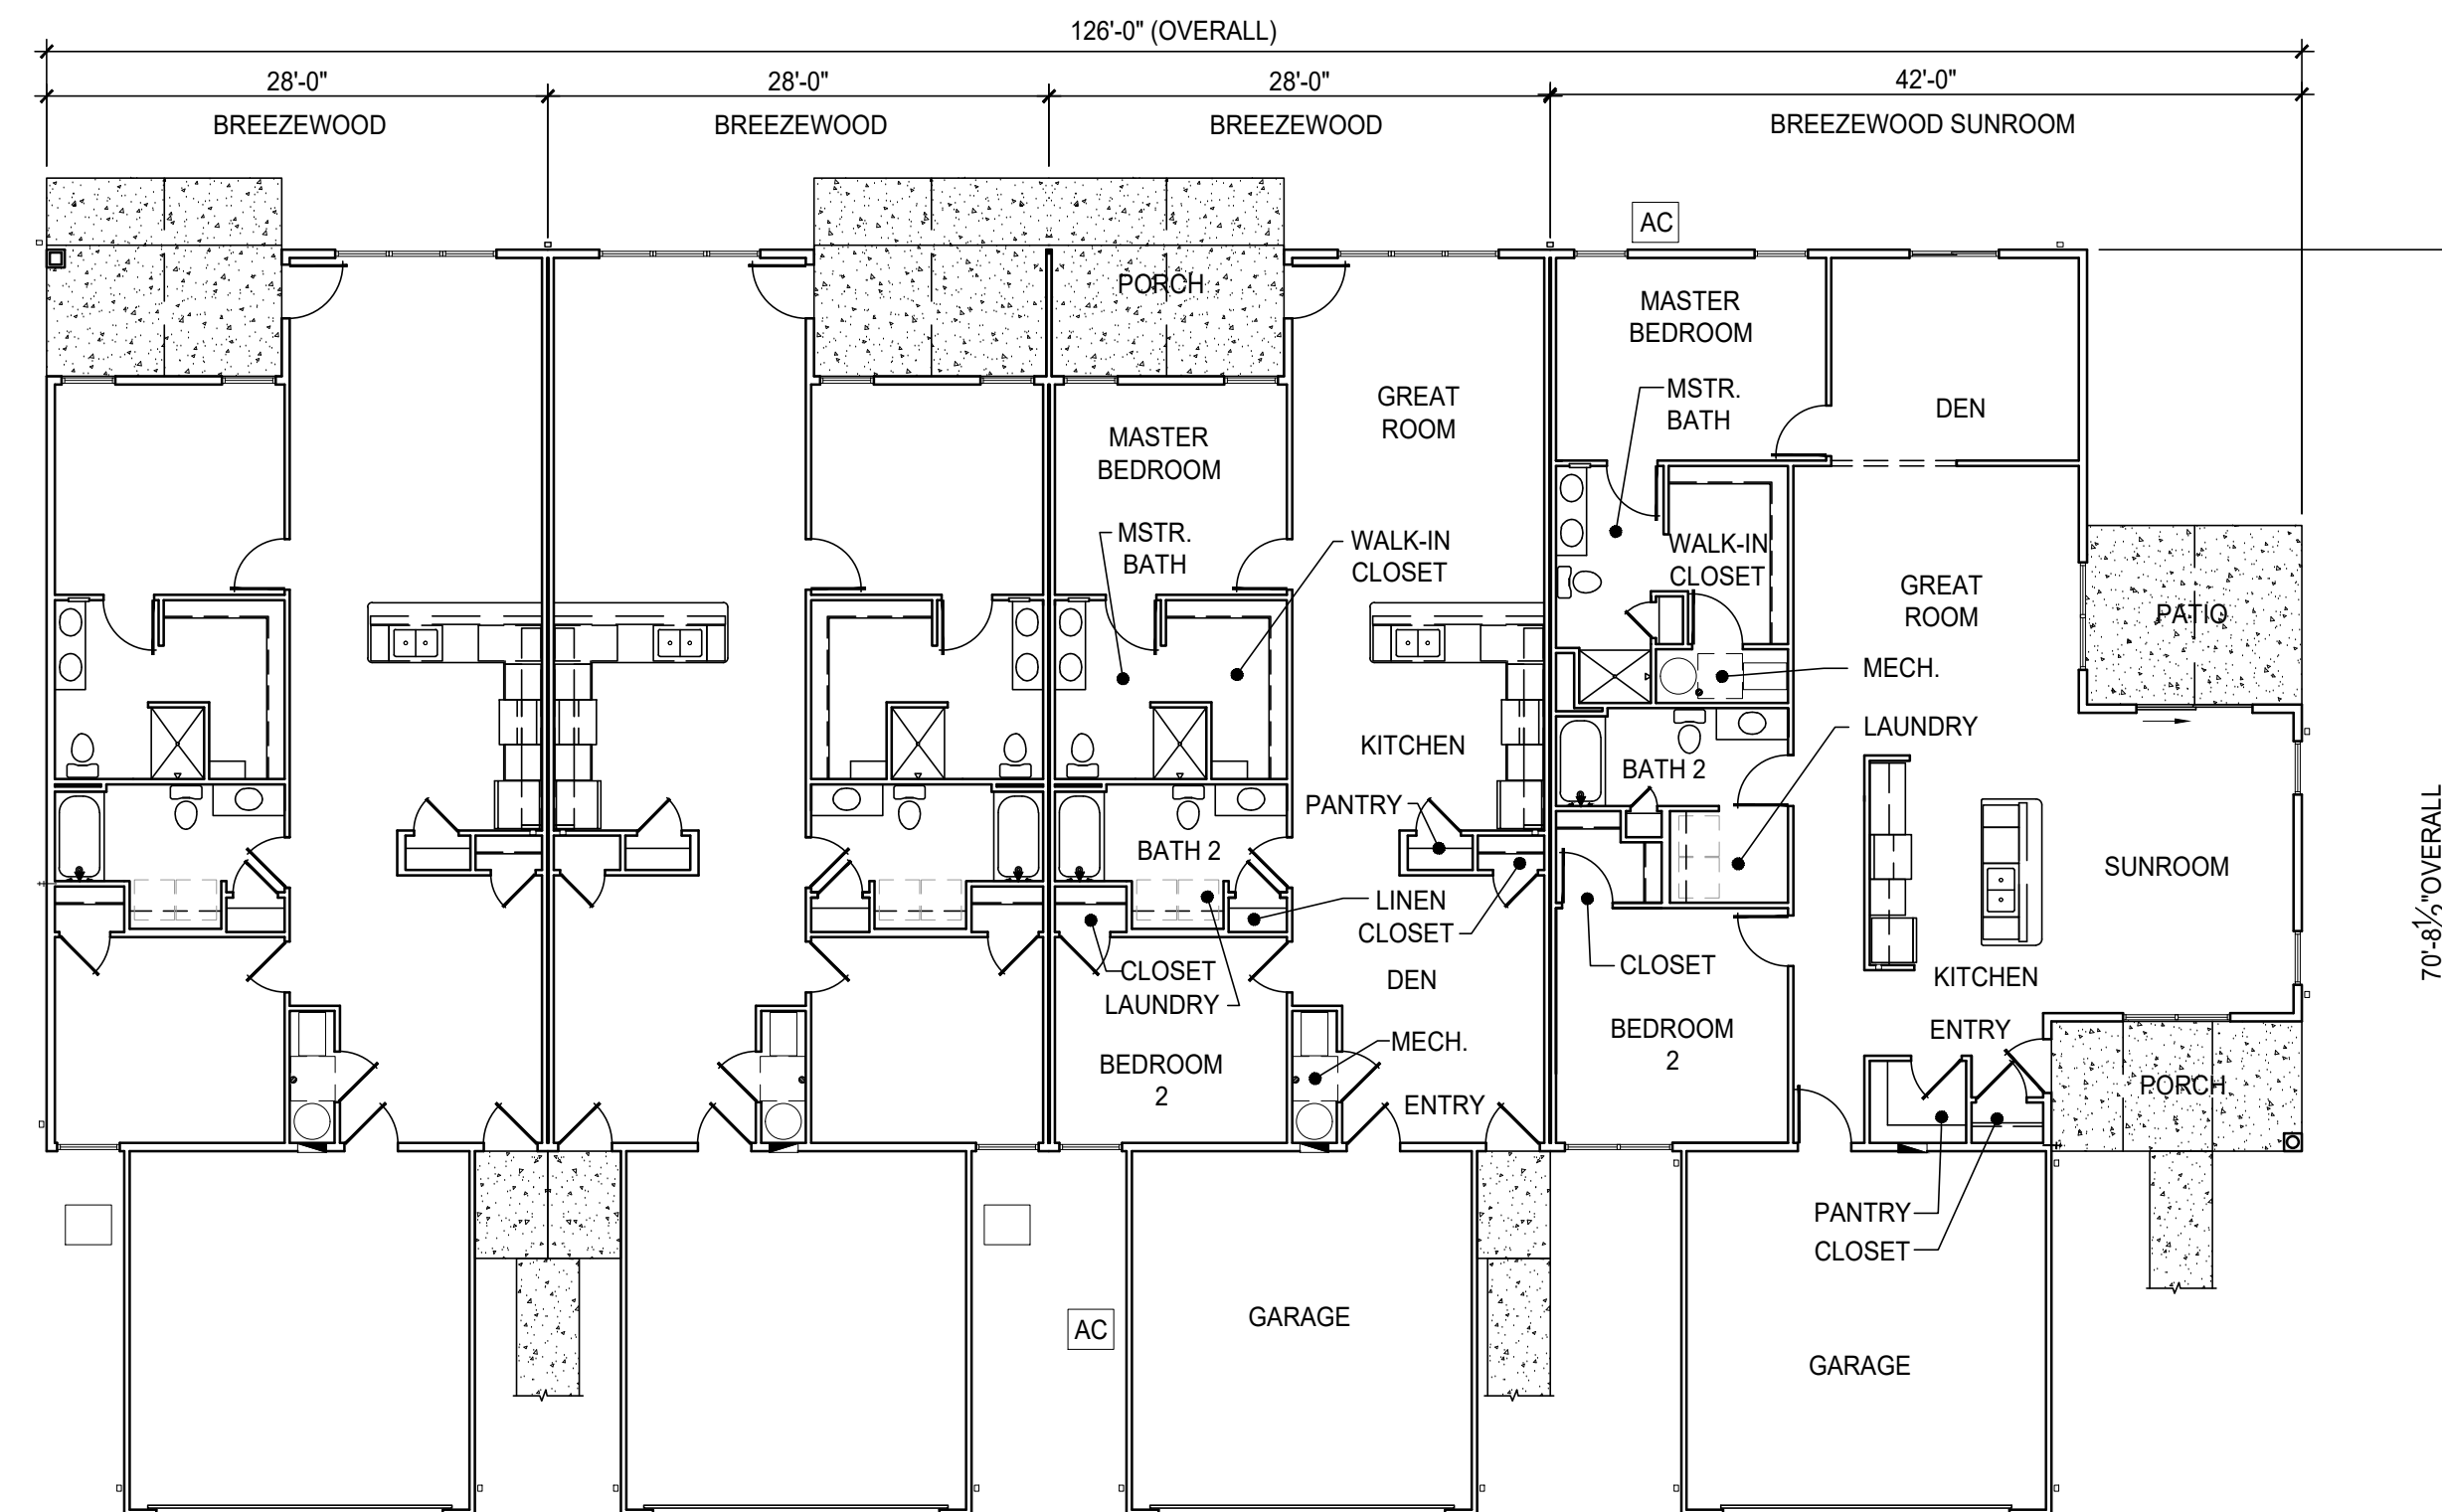 126'-0" (OVERALL)
28'-0"
28'-0"
28'-0"
42'-0"
BREEZEWOOD
BREEZEWOOD
BREEZEWOOD
BREEZEWOOD SUNROOM
AC
PORCH
MASTER
BEDROOM
GREAT
ROOM
MSTR.
BATH
DEN
MASTER
BEDROOM
MSTR.
BATH
WALK-IN
CLOSET
WALK-IN
CLOSET
GREAT
ROOM
PATIO
MECH.
LAUNDRY
KITCHEN
BATH 2
PANTRY
BATH 2
SUNROOM
70'-8½"OVERALL
LINEN
CLOSET
CLOSET
LAUNDRY
DEN
CLOSET
KITCHEN
ENTRY
MECH.
BEDROOM
2
BEDROOM
2
ENTRY
PORCH
PANTRY
CLOSET
AC
GARAGE
GARAGE